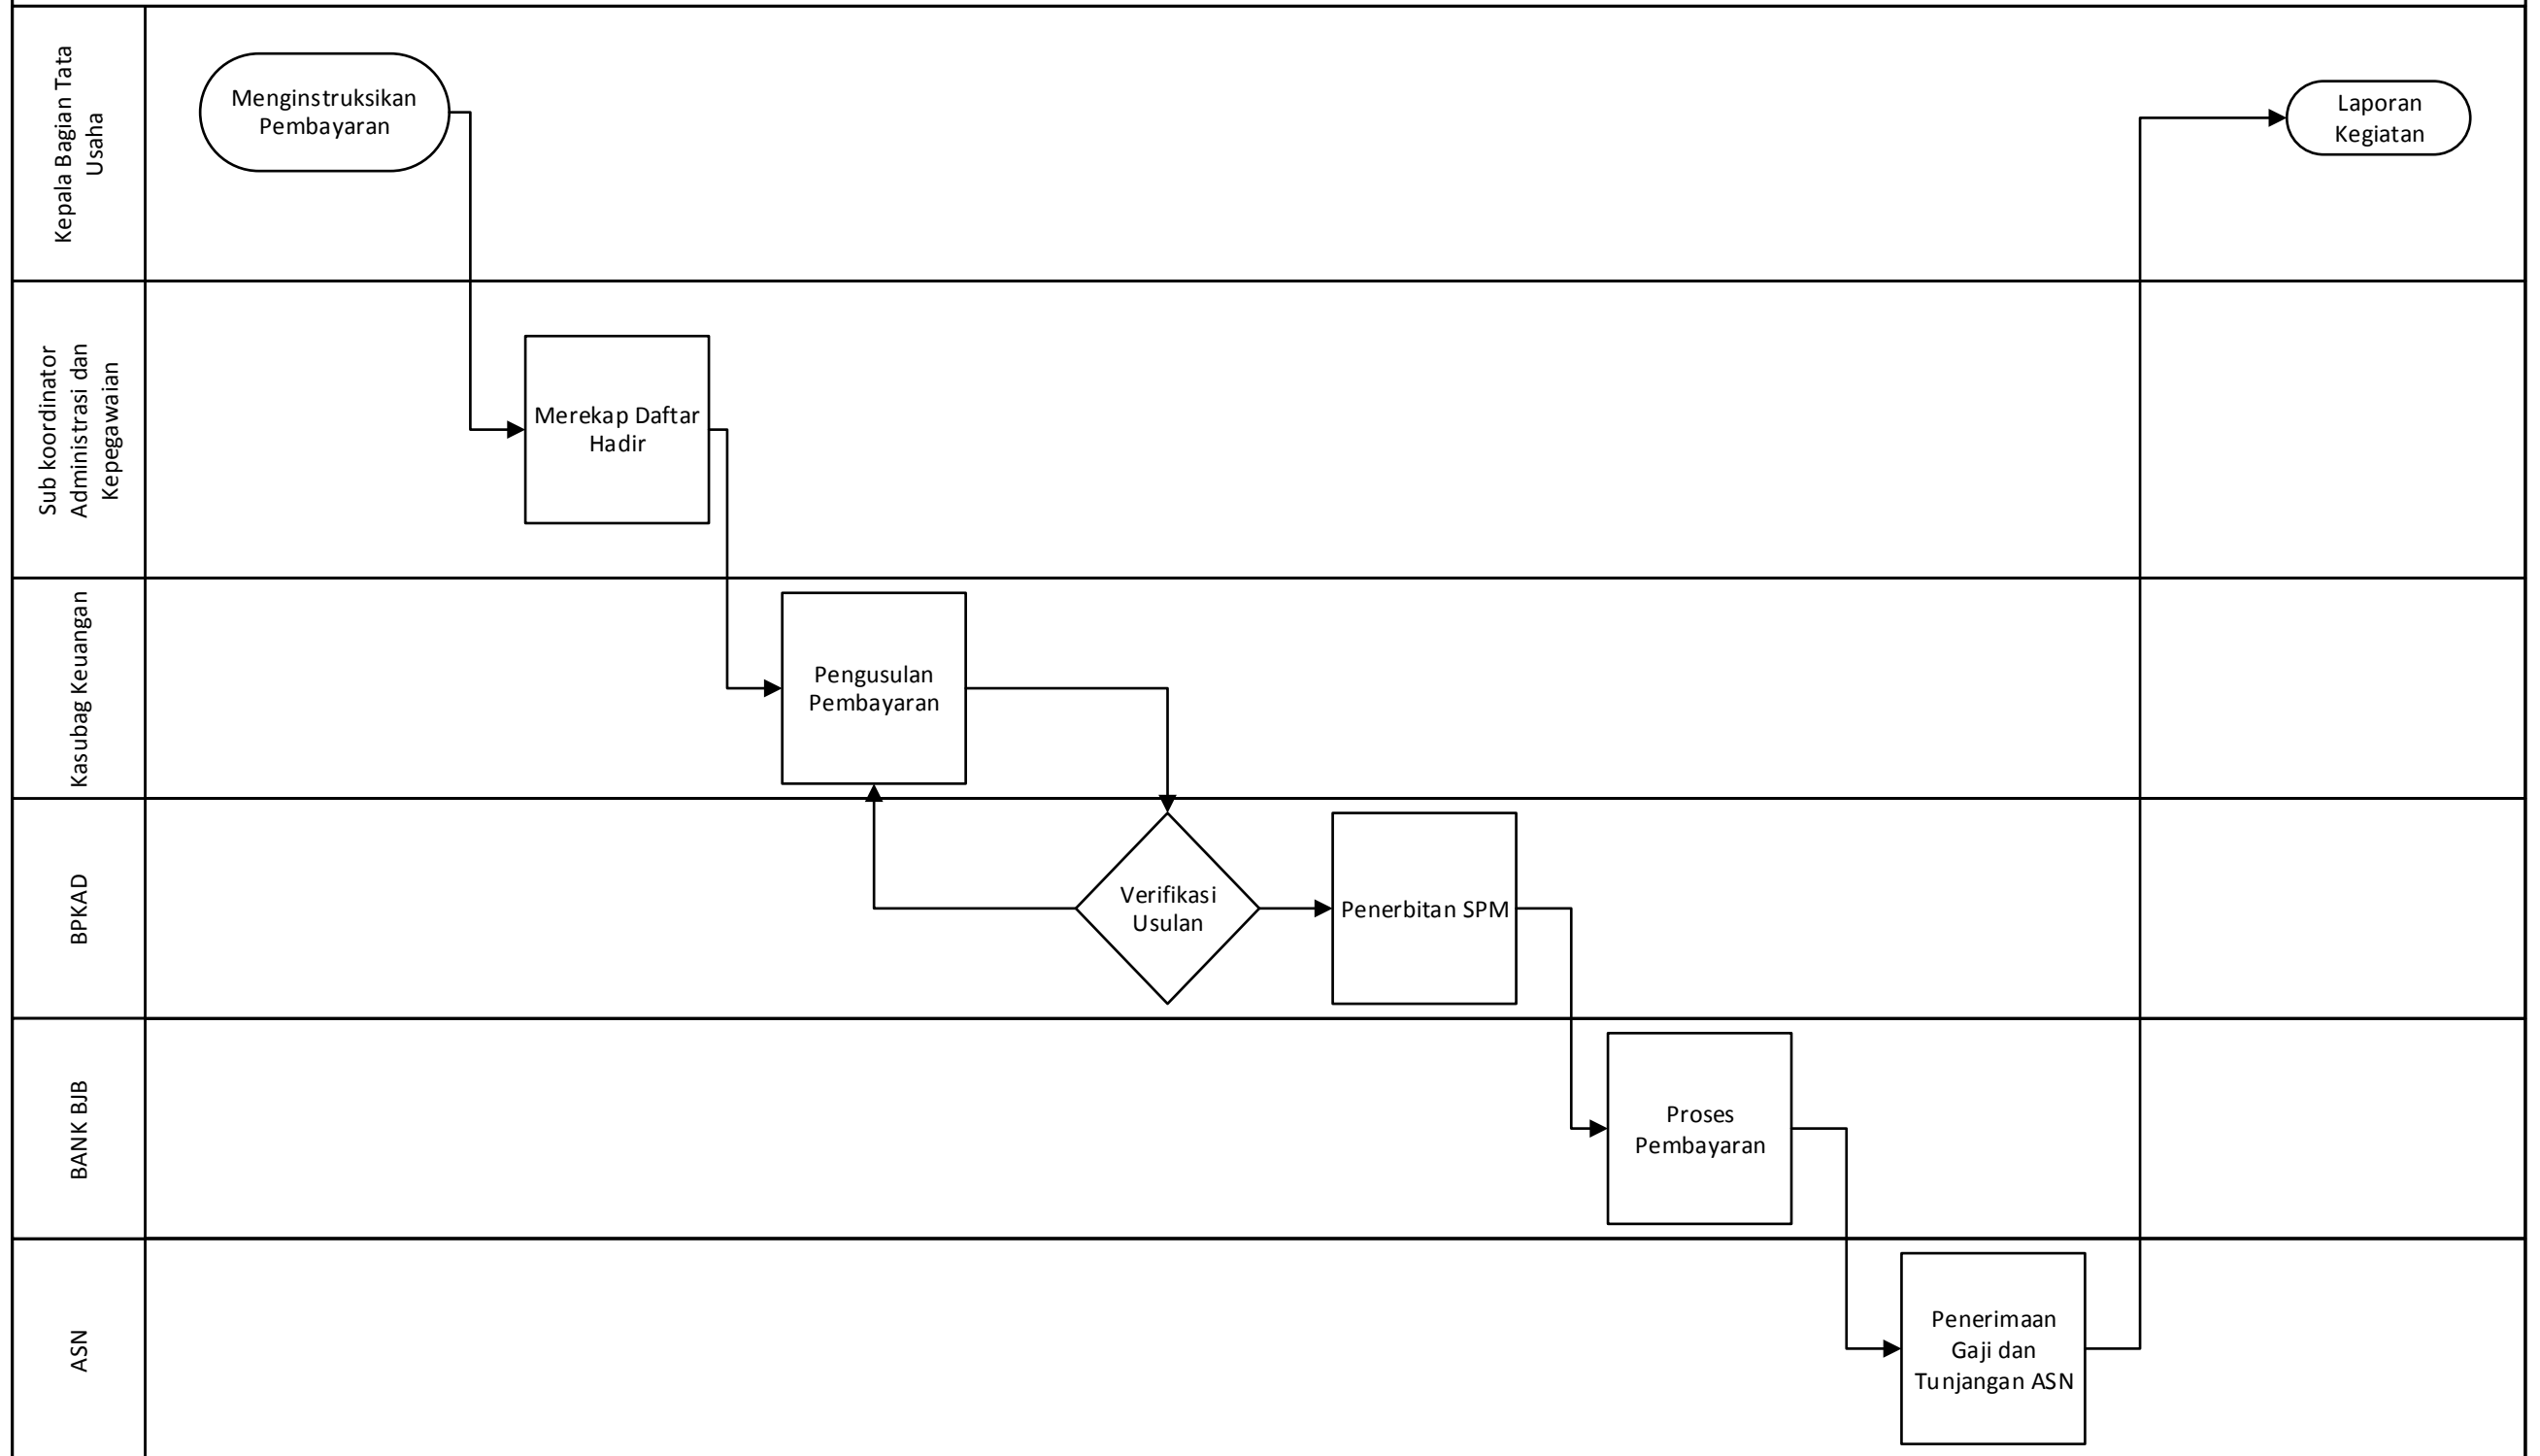 Kepala Bagian Tata
Usaha
Menginstruksikan
Pembayaran
Laporan
Kegiatan
Sub koordinator
Administrasi dan
Kepegawaian
Merekap Daftar
Hadir
Kasubag Keuangan
Pengusulan
Pembayaran
BPKAD
Verifikasi
Usulan
Penerbitan SPM
BANK BJB
Proses
Pembayaran
ASN
Penerimaan
Gaji dan
Tunjangan ASN